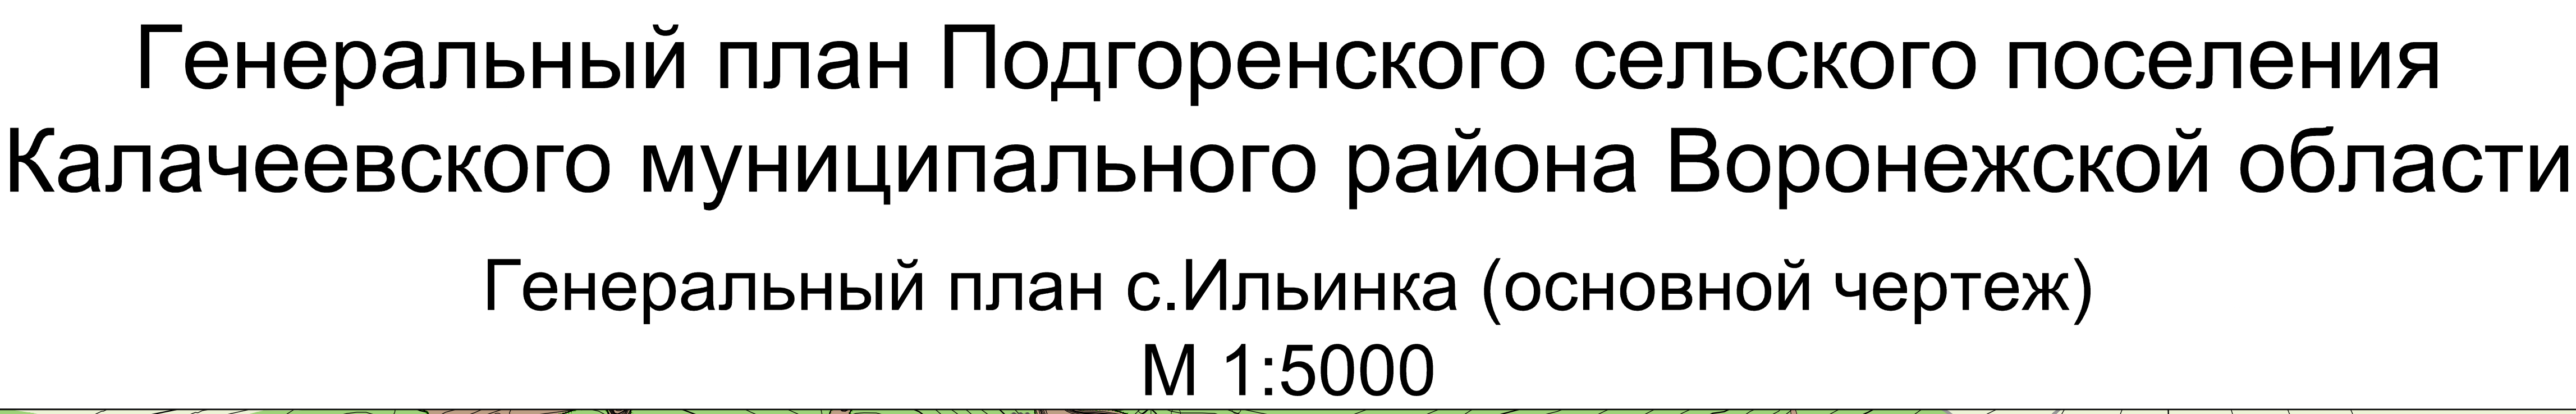 Генеральный план Подгоренского сельского поселения
Калачеевского муниципального района Воронежской области
Генеральный план с.Ильинка (основной чертеж)
М 1:5000